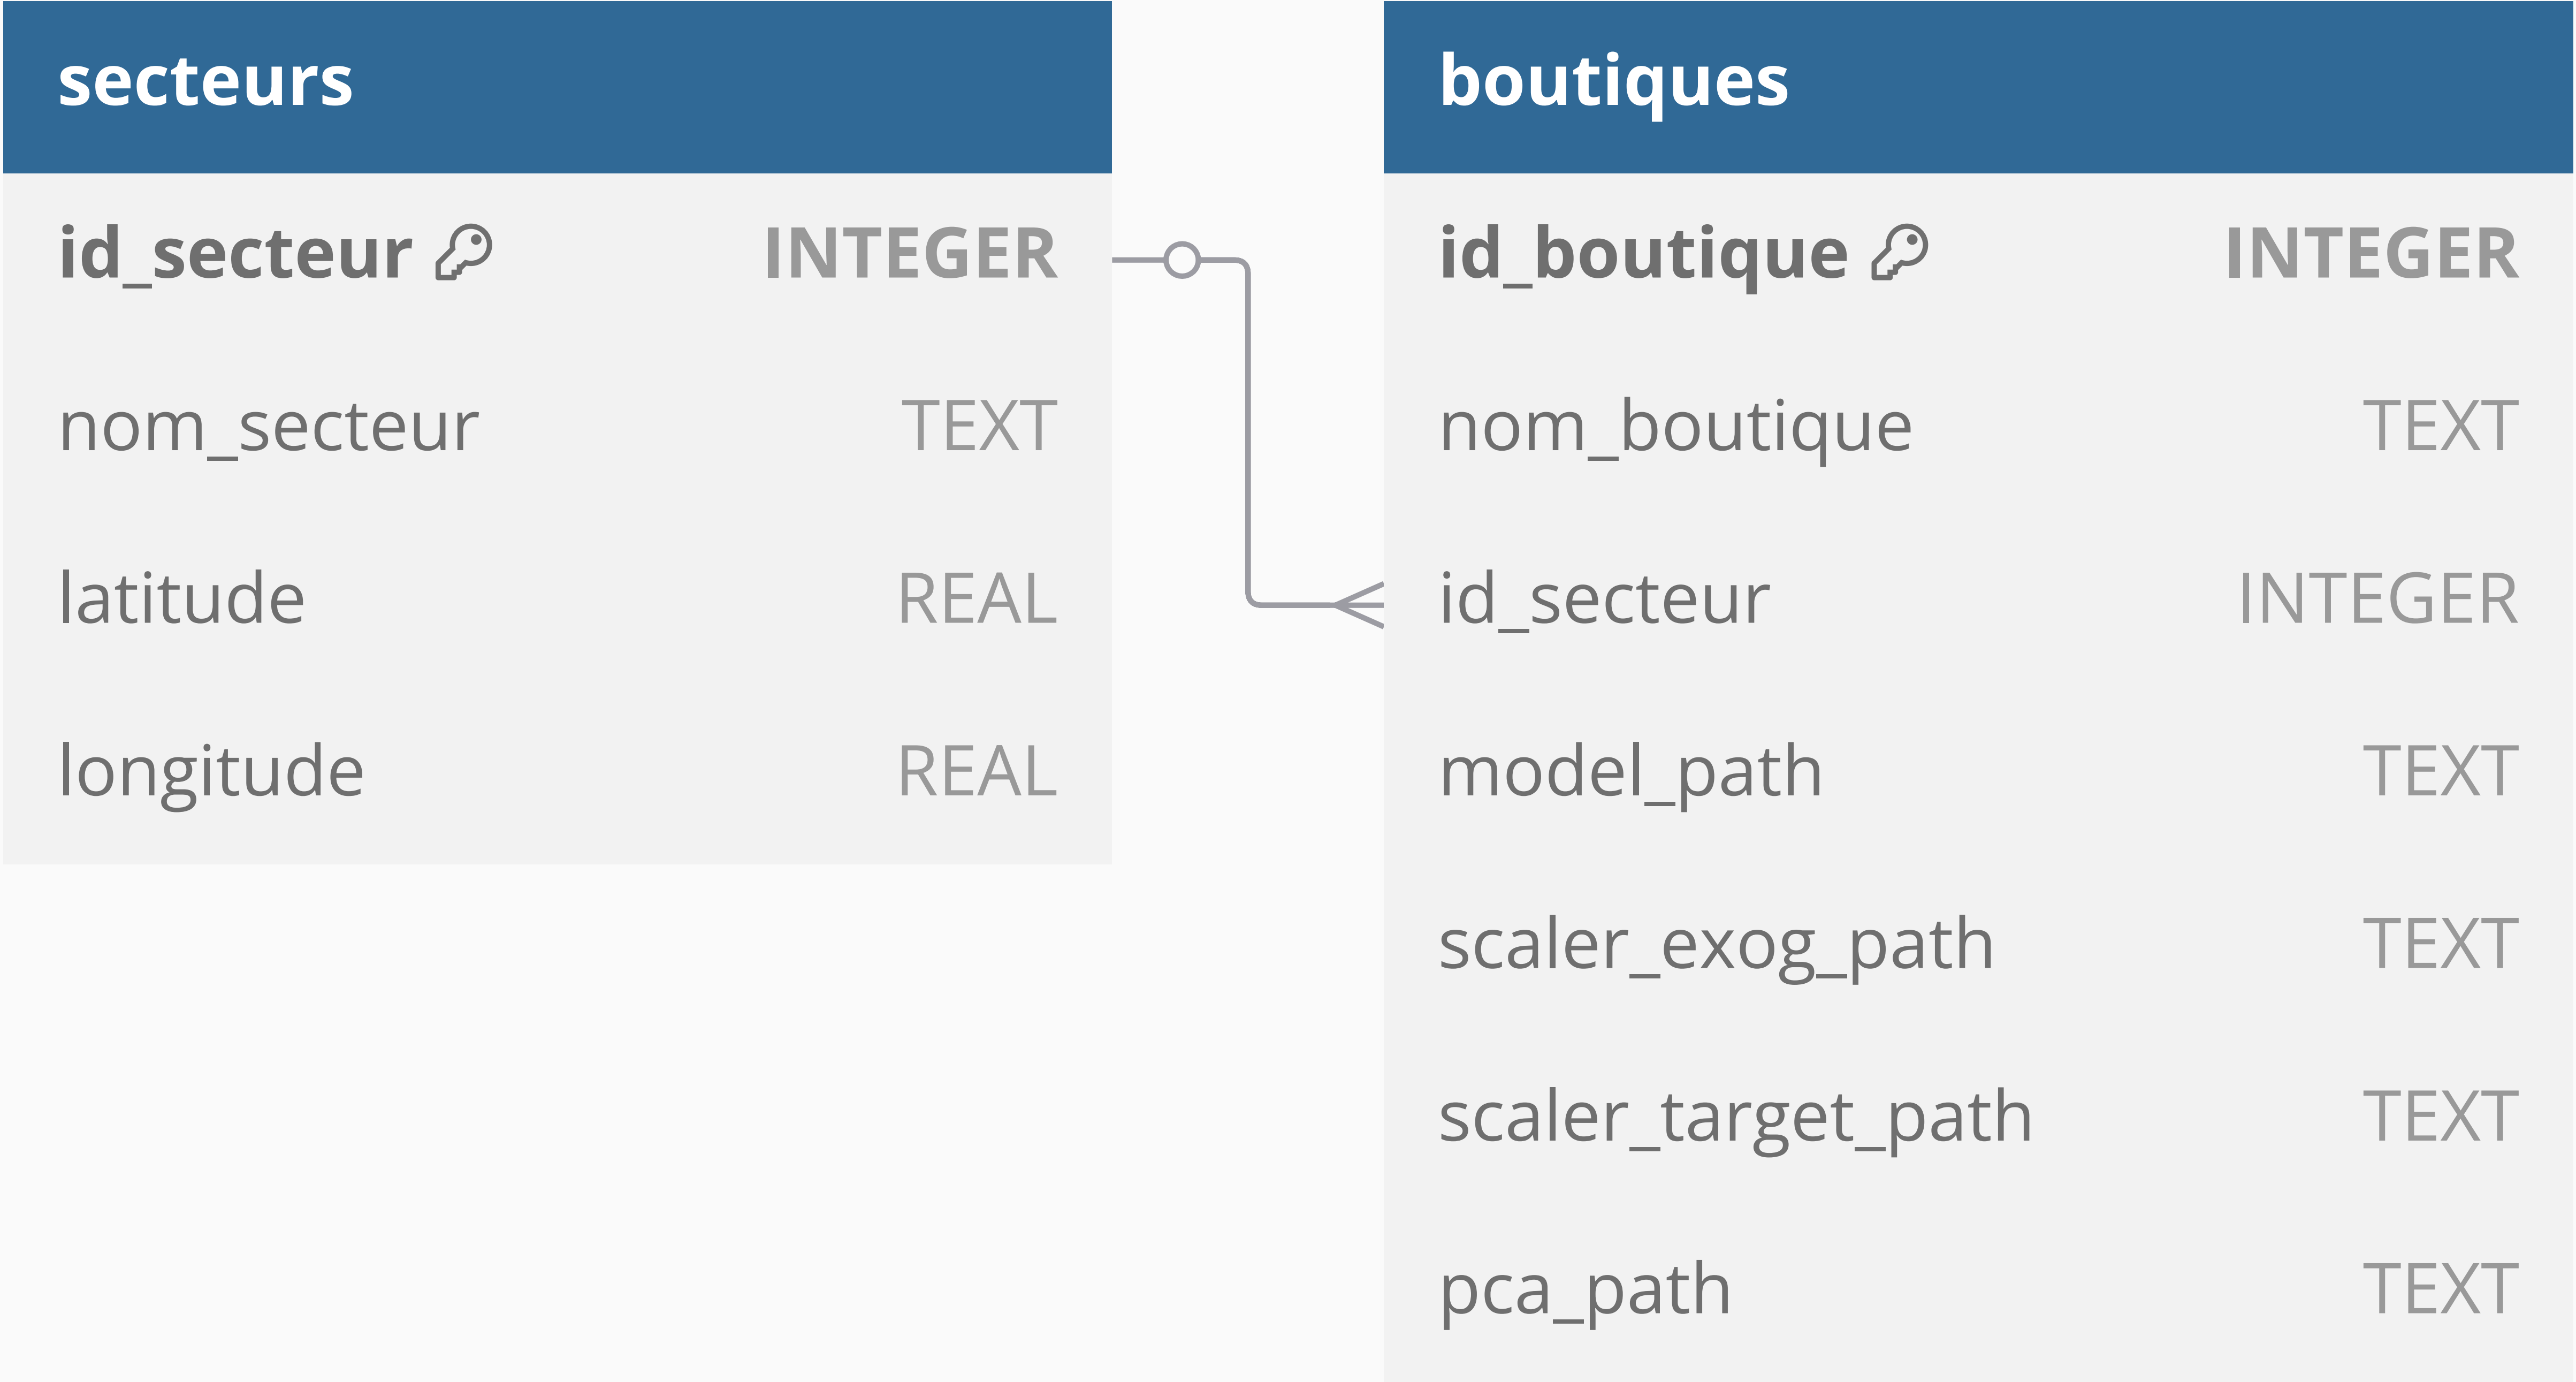 secteurs
id_secteur INTEGER
nom_secteur TEXT
latitude REAL
longitude REAL
boutiques
id_boutique INTEGER
nom_boutique TEXT
id_secteur INTEGER
model_path TEXT
scaler_exog_path TEXT
scaler_target_path TEXT
pca_path TEXT